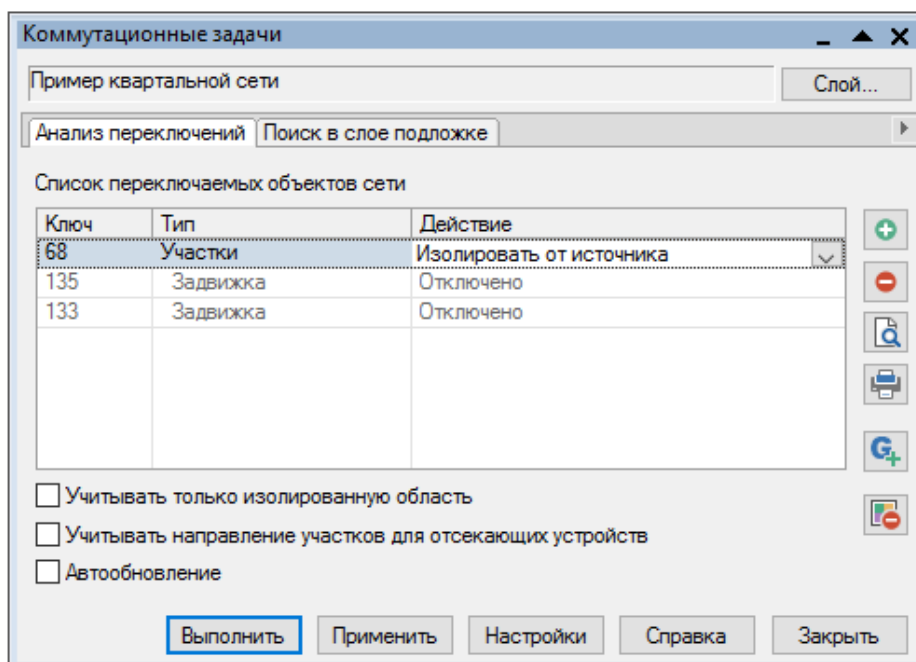 Коммутационные задачи
Пример квартальной сети Слой...
Анализ переключений Поиск в слое подложке
Список переключаемых объектов сети
Ключ Тип Действие
68 Участки Изолировать от источника
135 Задвижка Отключено
133 Задвижка Отключено
Учитывать только изолированную область
Учитывать направление участков для отсекающих устройств
Автообновление
Выполнить Применить Настройки Справка Закрыть